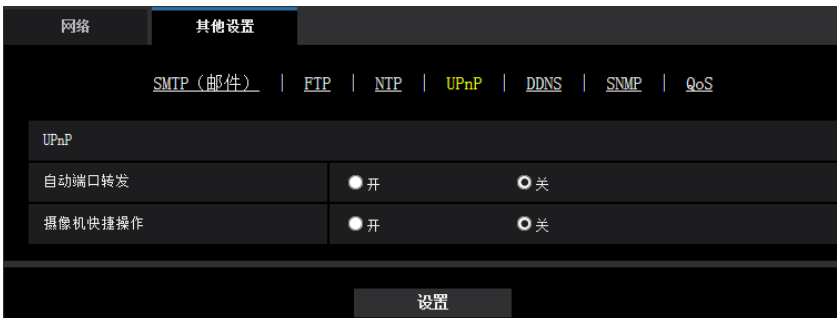 网络 其他设置
SMTP（邮件） | FTP | NTP | UPnP | DDNS | SNMP | QoS
UPnP
自动端口转发 开 关
摄像机快捷操作 开 关
设置